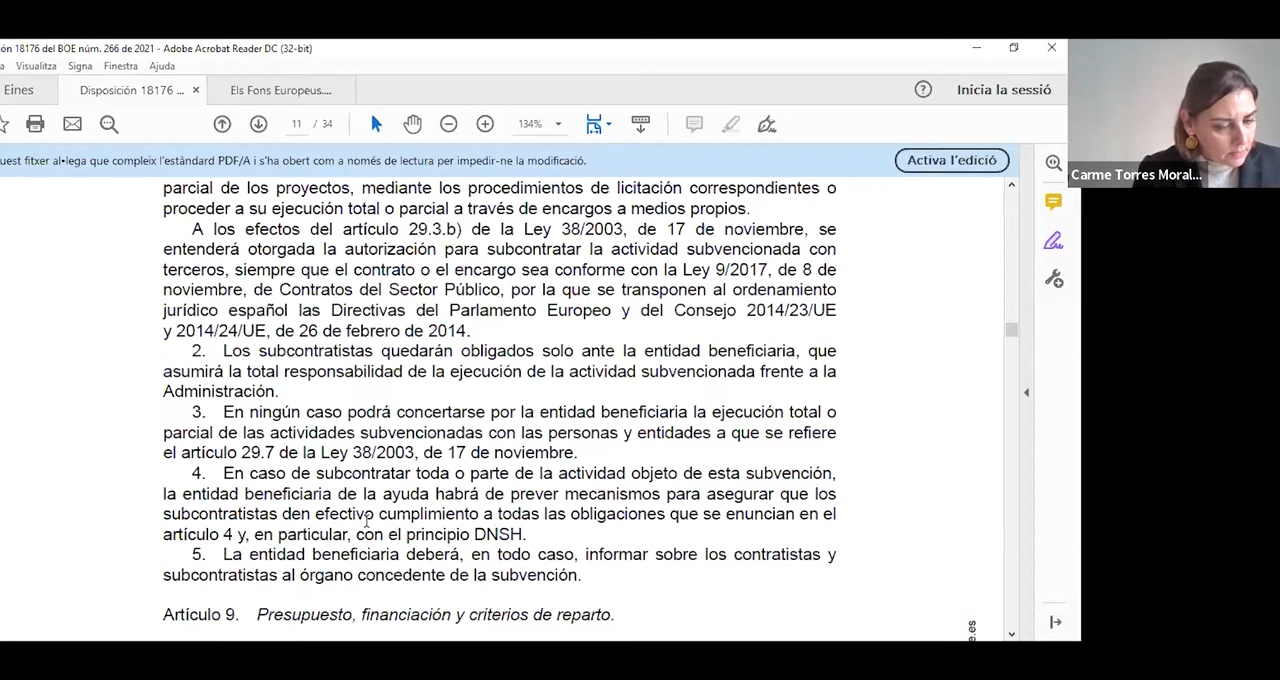 ón 18176 del BOE núm. 266 de 2021 - Adobe Acrobat Reader DC (32-bit)
a Visualitza Signa Finestra Ajuda
Eines Disposición 18176 ... × Els Fons Europeus.... Inicia la sessió
11 / 34 134%
uest fitxer al•lega que compleix l'estàndard PDF/A i s'ha obert com a només de lectura per impedir-ne la modificació. Activa l'edició
Carme Torres Moral...
parcial de los proyectos, mediante los procedimientos de licitación correspondientes o
proceder a su ejecución total o parcial a través de encargos a medios propios.
A los efectos del artículo 29.3.b) de la Ley 38/2003, de 17 de noviembre, se
entenderá otorgada la autorización para subcontratar la actividad subvencionada con
terceros, siempre que el contrato o el encargo sea conforme con la Ley 9/2017, de 8 de
noviembre, de Contratos del Sector Público, por la que se transponen al ordenamiento
jurídico español las Directivas del Parlamento Europeo y del Consejo 2014/23/UE
y 2014/24/UE, de 26 de febrero de 2014.
2. Los subcontratistas quedarán obligados solo ante la entidad beneficiaria, que
asumirá la total responsabilidad de la ejecución de la actividad subvencionada frente a la
Administración.
3. En ningún caso podrá concertarse por la entidad beneficiaria la ejecución total o
parcial de las actividades subvencionadas con las personas y entidades a que se refiere
el artículo 29.7 de la Ley 38/2003, de 17 de noviembre.
4. En caso de subcontratar toda o parte de la actividad objeto de esta subvención,
la entidad beneficiaria de la ayuda habrá de prever mecanismos para asegurar que los
subcontratistas den efectivo cumplimiento a todas las obligaciones que se enuncian en el
artículo 4 y, en particular, con el principio DNSH.
5. La entidad beneficiaria deberá, en todo caso, informar sobre los contratistas y
subcontratistas al órgano concedente de la subvención.
Artículo 9. Presupuesto, financiación y criterios de reparto.
e.es